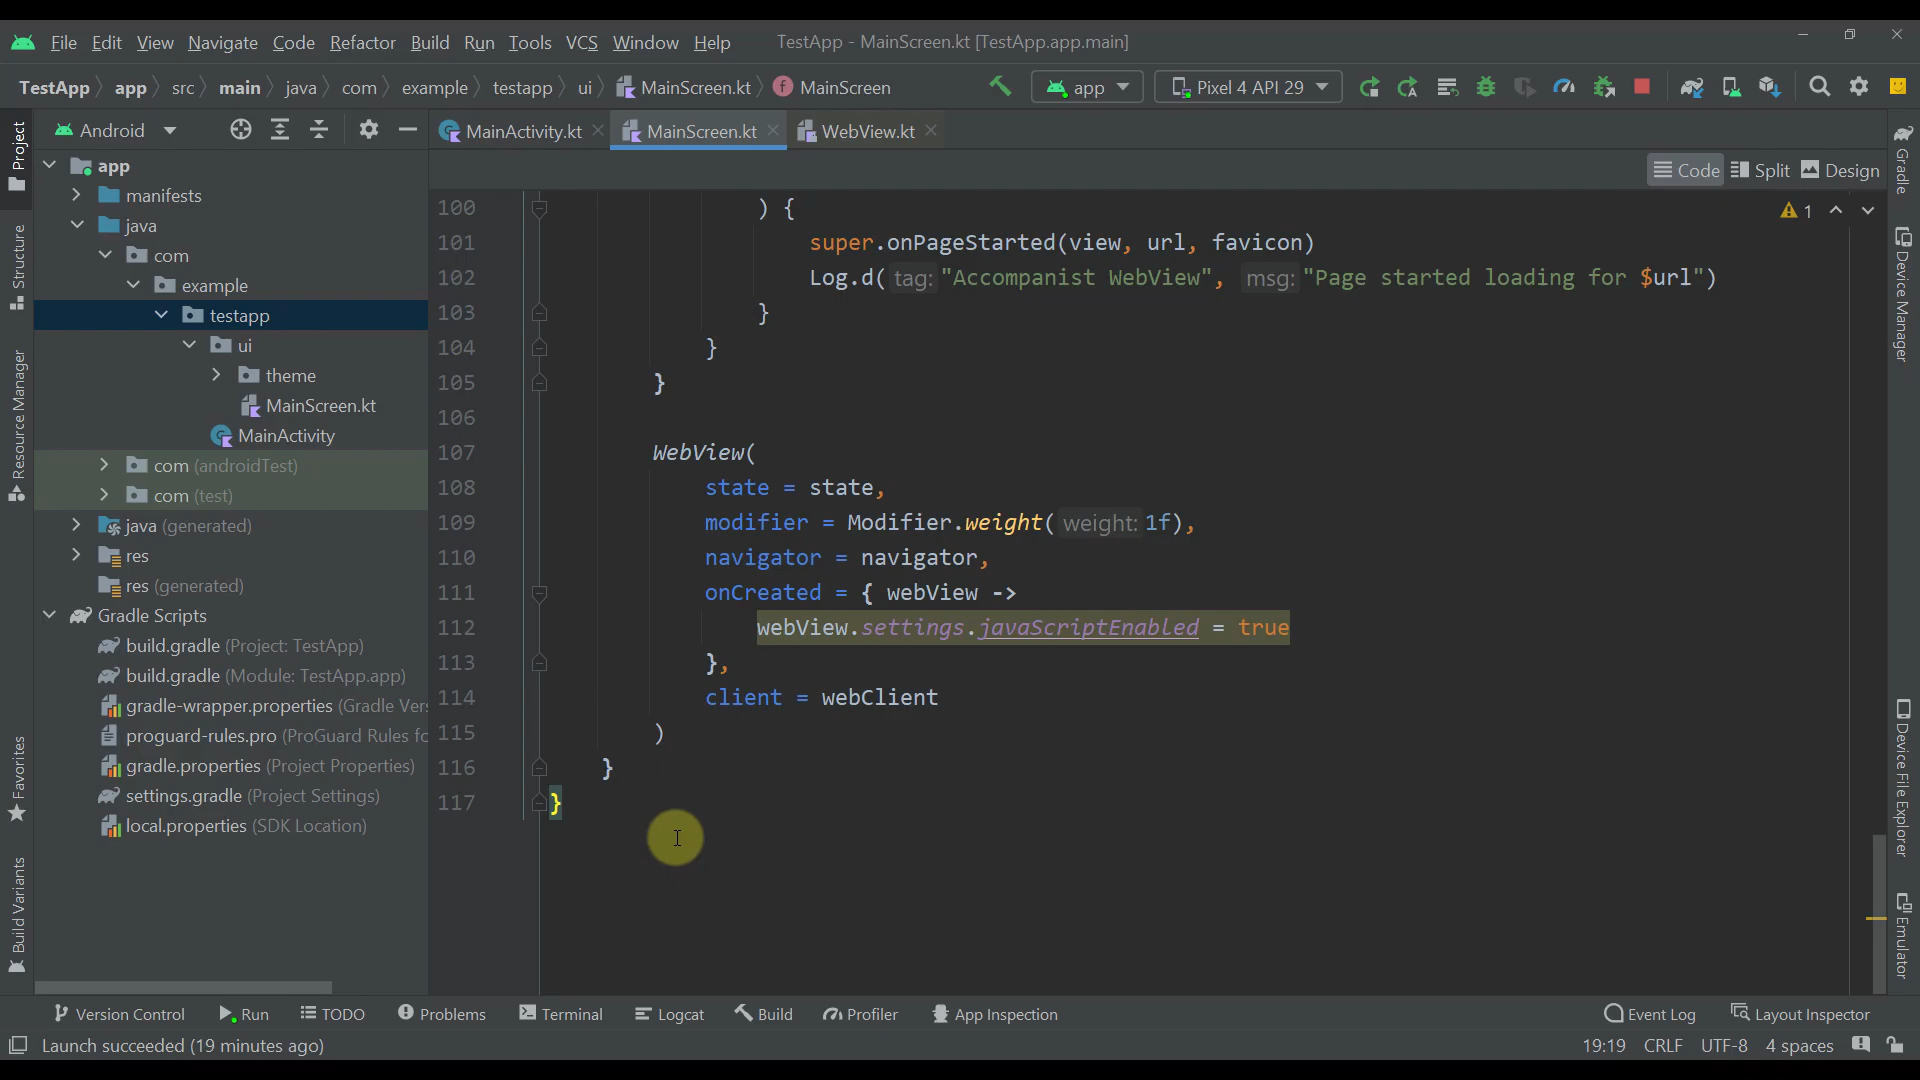 File Edit View Navigate Code Refactor Build Run Tools VCS Window Help TestApp - MainScreen.kt [TestApp.app.main]
TestApp app src main java com example testapp ui MainScreen.kt MainScreen app Pixel 4 API 29
Project
Structure
Resource Manager
Favorites
Build Variants
Android
app
manifests
java
com
example
testapp
ui
theme
MainScreen.kt
MainActivity
com (androidTest)
com (test)
java (generated)
res
res (generated)
Gradle Scripts
build.gradle (Project: TestApp)
build.gradle (Module: TestApp.app)
gradle-wrapper.properties (Gradle Ver
proguard-rules.pro (ProGuard Rules fo
gradle.properties (Project Properties)
settings.gradle (Project Settings)
local.properties (SDK Location)
MainActivity.kt MainScreen.kt WebView.kt
Code Split Design
1
100 ) {
101 super.onPageStarted(view, url, favicon)
102 Log.d( tag: "Accompanist WebView", msg: "Page started loading for $url")
103 }
104 }
105 }
106
107 WebView(
108 state = state,
109 modifier = Modifier.weight( weight: 1f),
110 navigator = navigator,
111 onCreated = { webView ->
112 webView.settings.javaScriptEnabled = true
113 },
114 client = webClient
115 )
116 }
117 }
Gradle
Device Manager
Device File Explorer
Emulator
Version Control Run TODO Problems Terminal Logcat Build Profiler App Inspection Event Log Layout Inspector
Launch succeeded (19 minutes ago) 19:19 CRLF UTF-8 4 spaces